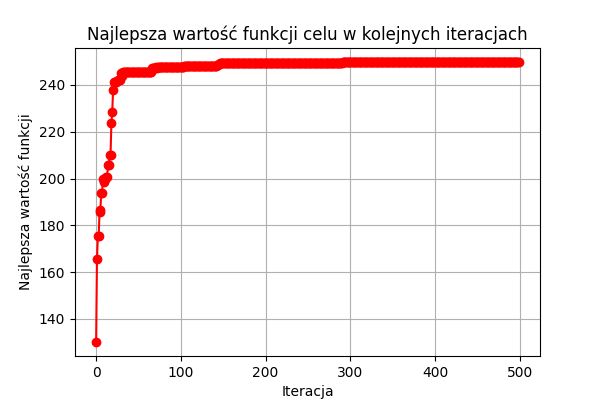 Najlepsza wartość funkcji celu w kolejnych iteracjach
Najlepsza wartość funkcji
240
220
200
180
160
140
0 100 200 300 400 500
Iteracja